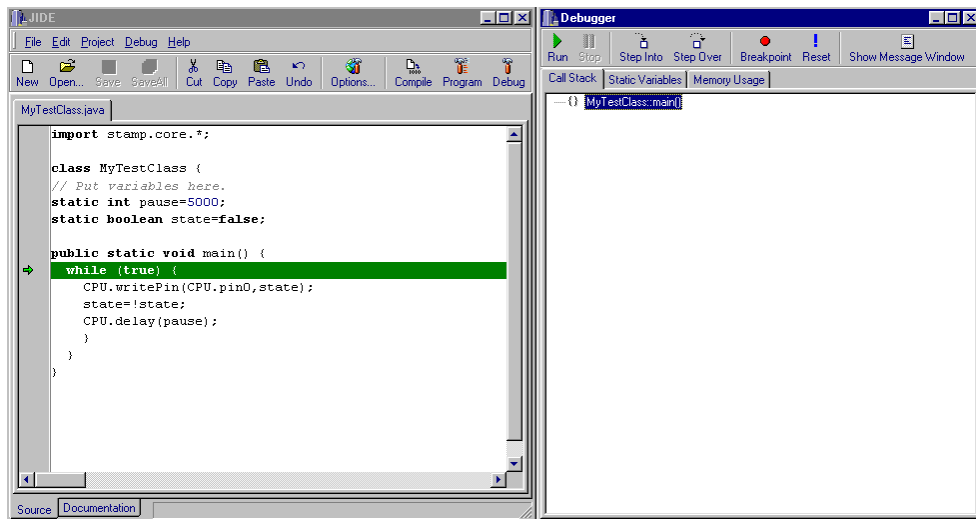 JIDE
File Edit Project Debug Help
New Open... Save SaveAll Cut Copy Paste Undo Options... Compile Program Debug
MyTestClass.java
import stamp.core.*;
class MyTestClass {
// Put variables here.
static int pause=5000;
static boolean state=false;
public static void main() {
while (true) {
CPU.writePin(CPU.pin0,state);
state=!state;
CPU.delay(pause);
}
}
}
Source Documentation
Debugger
Run Stop Step Into Step Over Breakpoint Reset Show Message Window
Call Stack Static Variables Memory Usage
{} MyTestClass::main()